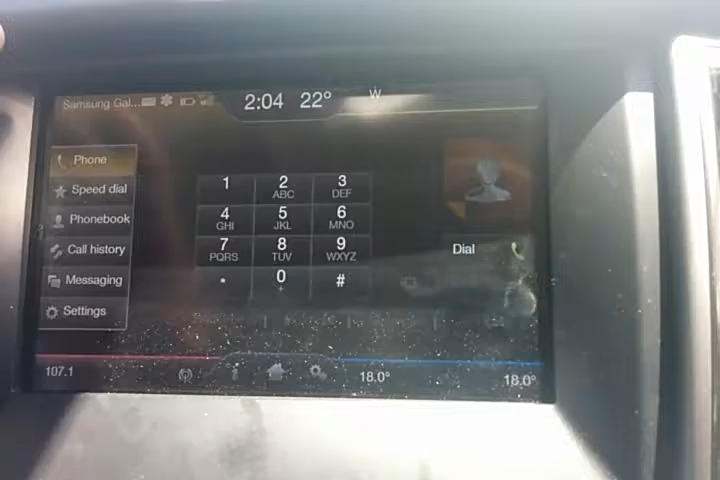 Samsung Gal... 2:04 22° W
Phone
Speed dial
Phonebook
Call history
Messaging
Settings
1 2 3
ABC DEF
4 5 6
GHI JKL MNO
7 8 9
PQRS TUV WXYZ
* 0 #
+
Dial
107.1 18.0° 18.0°